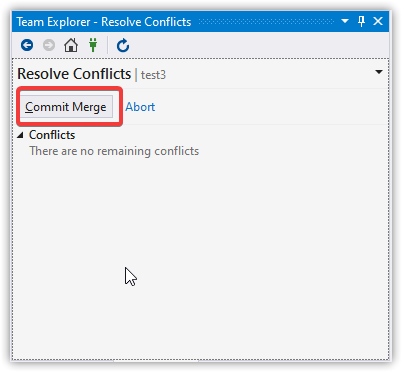 Team Explorer - Resolve Conflicts
Resolve Conflicts | test3
Commit Merge Abort
Conflicts
There are no remaining conflicts